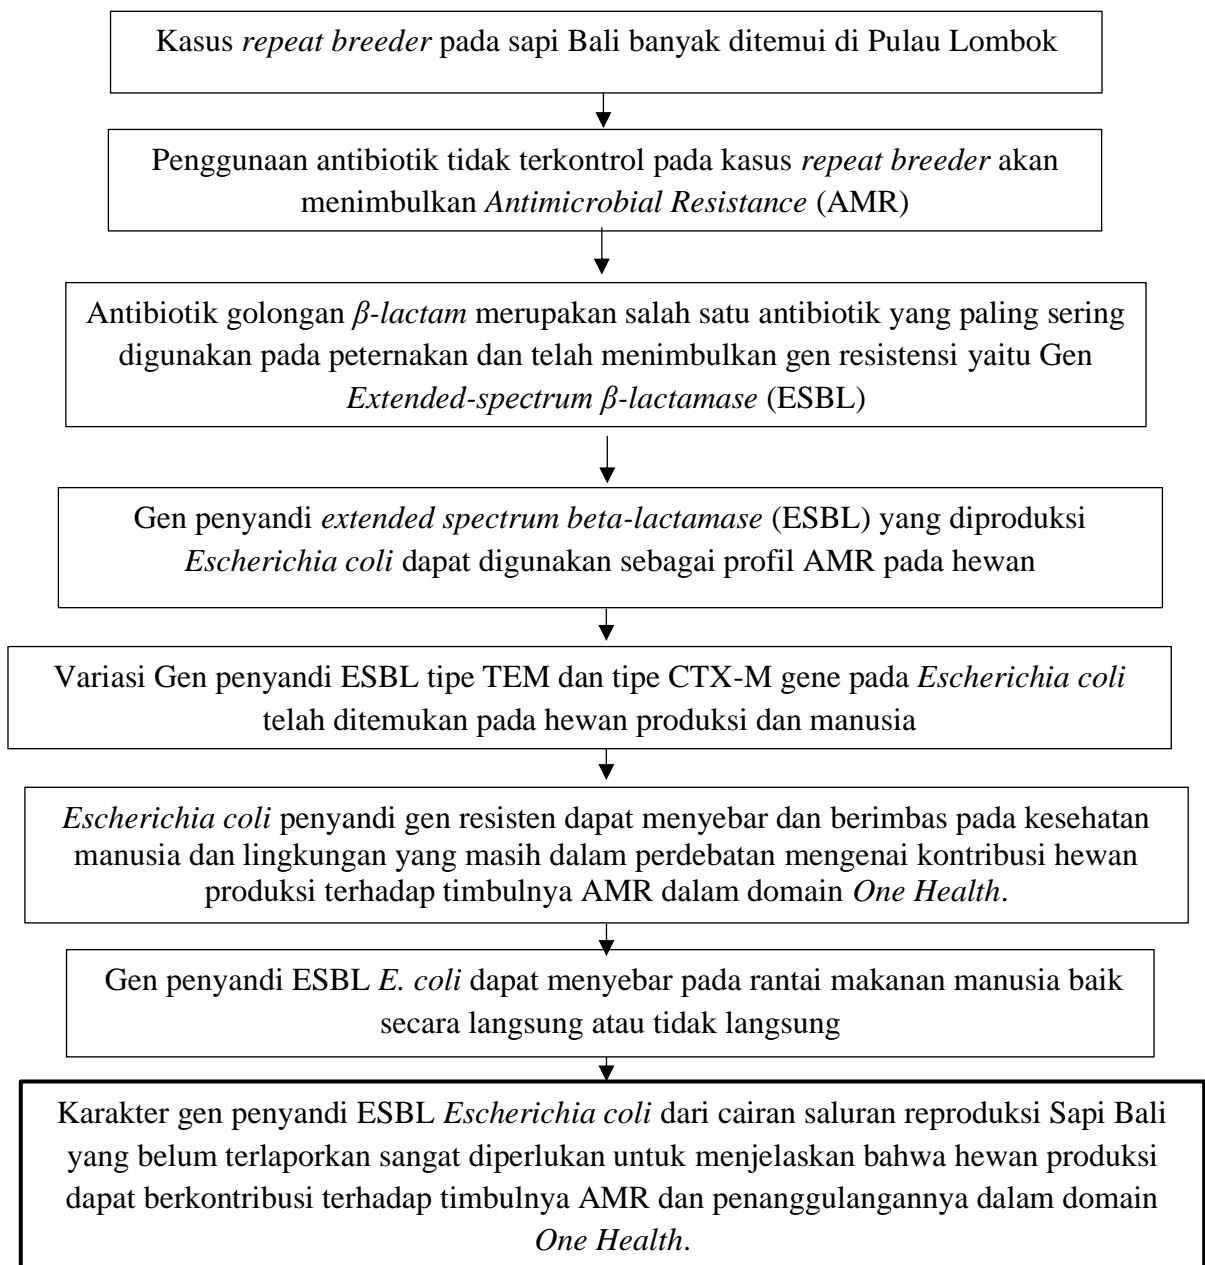 Kasus repeat breeder pada sapi Bali banyak ditemui di Pulau Lombok
Penggunaan antibiotik tidak terkontrol pada kasus repeat breeder akan
menimbulkan Antimicrobial Resistance (AMR)
Antibiotik golongan β-lactam merupakan salah satu antibiotik yang paling sering
digunakan pada peternakan dan telah menimbulkan gen resistensi yaitu Gen
Extended-spectrum β-lactamase (ESBL)
Gen penyandi extended spectrum beta-lactamase (ESBL) yang diproduksi
Escherichia coli dapat digunakan sebagai profil AMR pada hewan
Variasi Gen penyandi ESBL tipe TEM dan tipe CTX-M gene pada Escherichia coli
telah ditemukan pada hewan produksi dan manusia
Escherichia coli penyandi gen resisten dapat menyebar dan berimbas pada kesehatan
manusia dan lingkungan yang masih dalam perdebatan mengenai kontribusi hewan
produksi terhadap timbulnya AMR dalam domain One Health.
Gen penyandi ESBL E. coli dapat menyebar pada rantai makanan manusia baik
secara langsung atau tidak langsung
Karakter gen penyandi ESBL Escherichia coli dari cairan saluran reproduksi Sapi Bali
yang belum terlaporkan sangat diperlukan untuk menjelaskan bahwa hewan produksi
dapat berkontribusi terhadap timbulnya AMR dan penanggulangannya dalam domain
One Health.